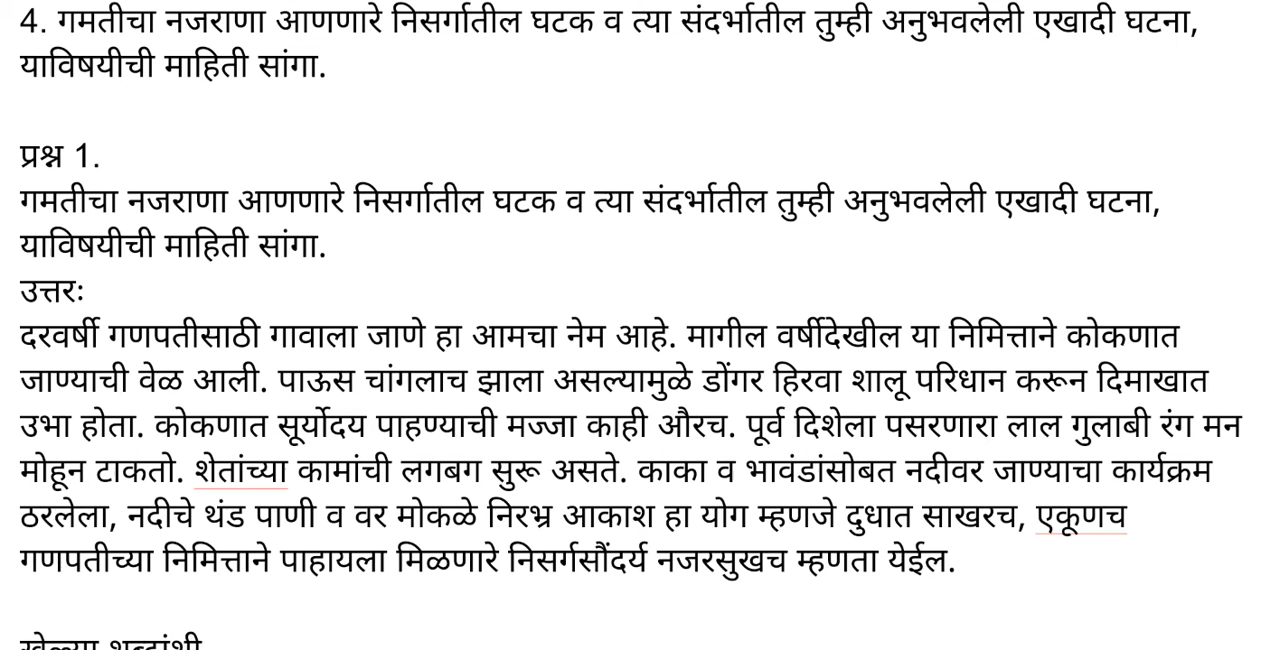 4. गमतीचा नजराणा आणणारे निसर्गातील घटक व त्या संदर्भातील तुम्ही अनुभवलेली एखादी घटना,
याविषयीची माहिती सांगा.
प्रश्न 1.
गमतीचा नजराणा आणणारे निसर्गातील घटक व त्या संदर्भातील तुम्ही अनुभवलेली एखादी घटना,
याविषयीची माहिती सांगा.
उत्तरः
दरवर्षी गणपतीसाठी गावाला जाणे हा आमचा नेम आहे. मागील वर्षीदेखील या निमित्ताने कोकणात
जाण्याची वेळ आली. पाऊस चांगलाच झाला असल्यामुळे डोंगर हिरवा शालू परिधान करून दिमाखात
उभा होता. कोकणात सूर्योदय पाहण्याची मज्जा काही औरच. पूर्व दिशेला पसरणारा लाल गुलाबी रंग मन
मोहून टाकतो. शेतांच्या कामांची लगबग सुरू असते. काका व भावंडांसोबत नदीवर जाण्याचा कार्यक्रम
ठरलेला, नदीचे थंड पाणी व वर मोकळे निरभ्र आकाश हा योग म्हणजे दुधात साखरच, एकूणच
गणपतीच्या निमित्ताने पाहायला मिळणारे निसर्गसौंदर्य नजरसुखच म्हणता येईल.
खेळूया शब्दांशी